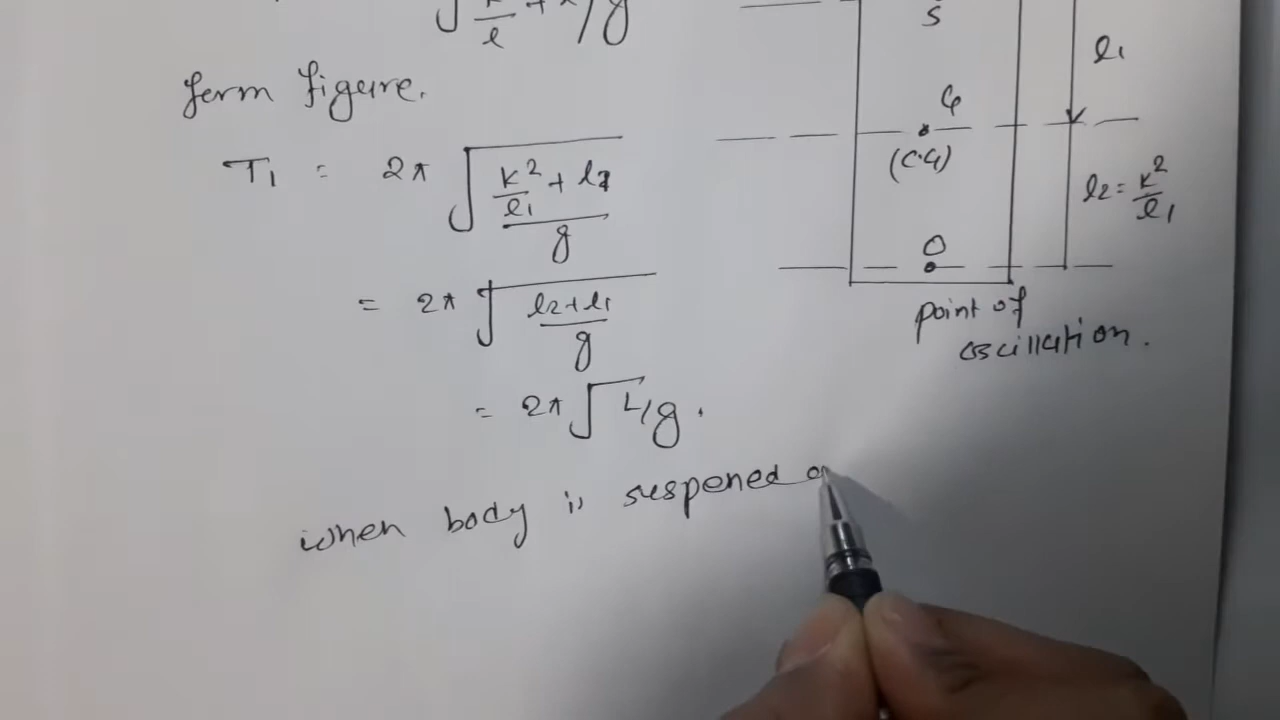 √ K/l + l/g
ferm figure.
T₁ = 2π √ (K²/l₁ + l₁)/g
= 2π √ (l₂+l₁)/g
= 2π √ L/g .
when body is suspened
S
l₁
G
(C.G)
l₂ = K²/l₁
O
point of
oscillation .